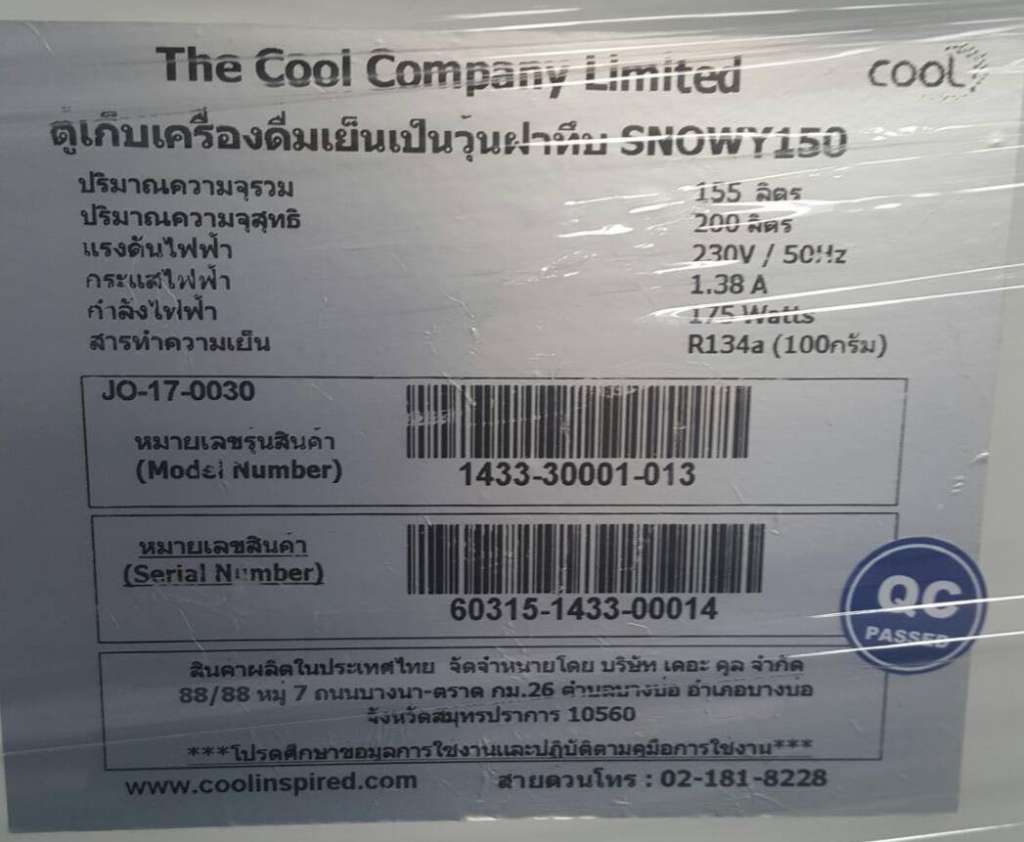 The Cool Company Limited
COOL
ตู้เก็บเครื่องดื่มเย็นเป็นวุ้นฝาทึบ SNOWY150
ปริมาณความจุรวม 155 ลิตร
ปริมาณความจุสุทธิ 200 ลิตร
แรงดันไฟฟ้า 230V / 50Hz
กระแสไฟฟ้า 1.38 A
กำลังไฟฟ้า 175 Watts
สารทำความเย็น R134a (100กรัม)
JO-17-0030
หมายเลขรุ่นสินค้า
(Model Number)
1433-30001-013
หมายเลขสินค้า
(Serial Number)
60315-1433-00014
QC
PASSED
สินค้าผลิตในประเทศไทย จัดจำหน่ายโดย บริษัท เดอะ คูล จำกัด
88/88 หมู่ 7 ถนนบางนา-ตราด กม.26 ตำบลบางบ่อ อำเภอบางบ่อ
จังหวัดสมุทรปราการ 10560
***โปรดศึกษาข้อมูลการใช้งานและปฏิบัติตามคู่มือการใช้งาน***
www.coolinspired.com สายด่วนโทร : 02-181-8228